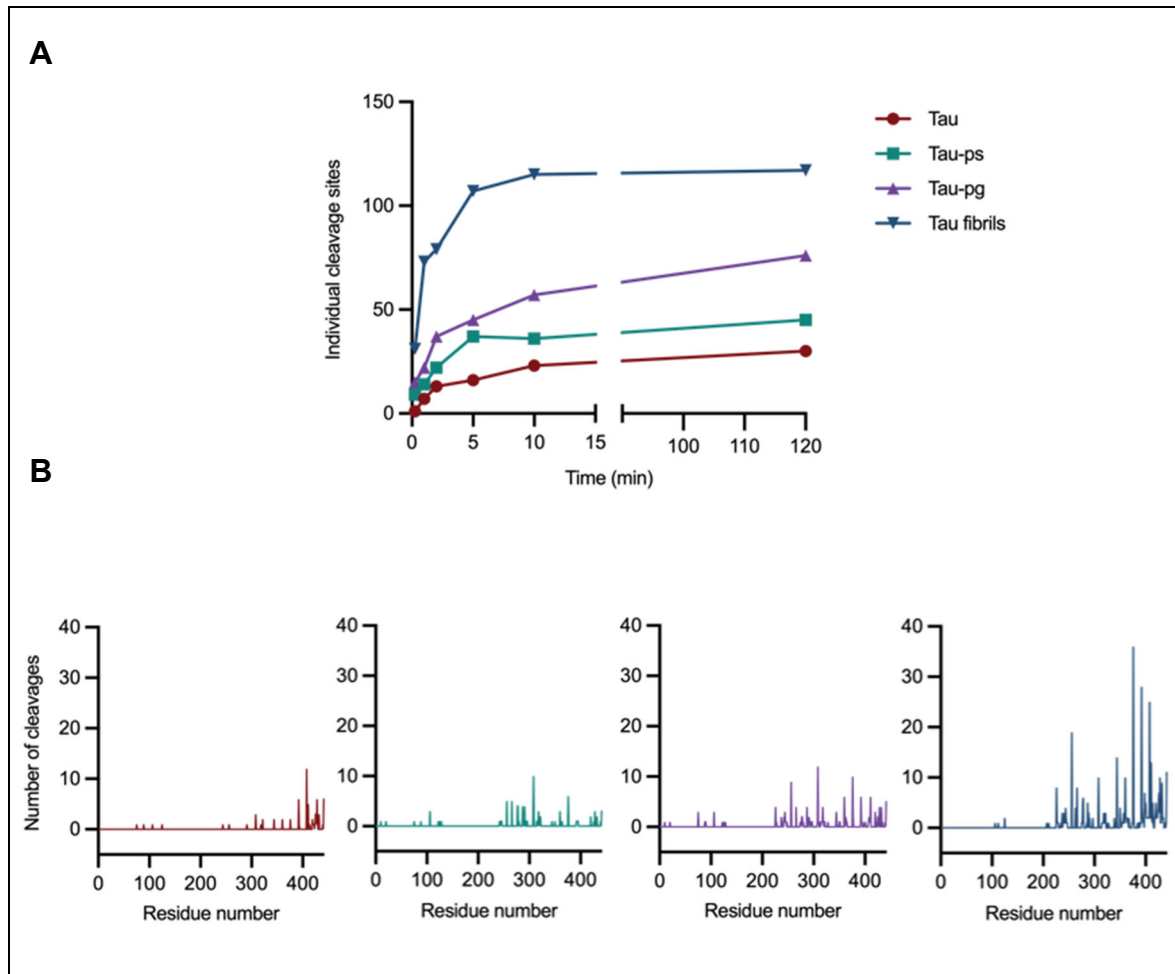 A
150
100
50
0
Individual cleavage sites
0 5 10 15 100 110 120
Time (min)
Tau
Tau-ps
Tau-pg
Tau fibrils
B
Number of cleavages
40
30
20
10
0
0 100 200 300 400
Residue number
40
30
20
10
0
0 100 200 300 400
Residue number
40
30
20
10
0
0 100 200 300 400
Residue number
40
30
20
10
0
0 100 200 300 400
Residue number